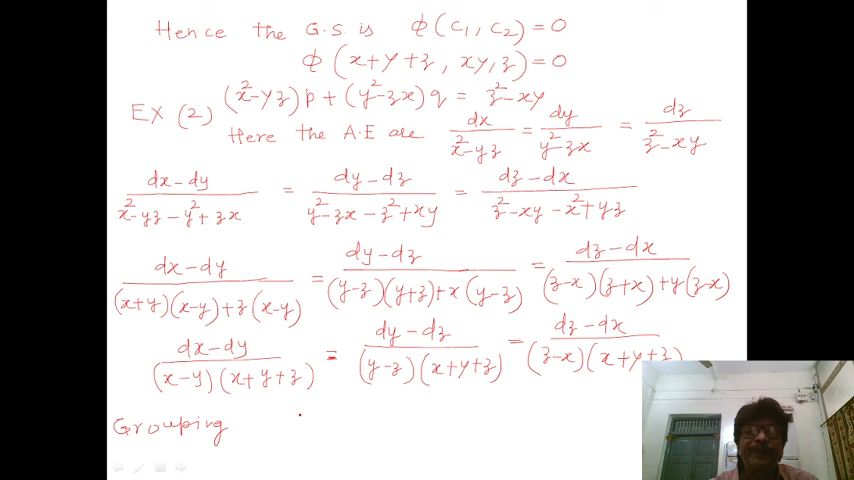 Hence the G.S. is ϕ(c₁, c₂) = 0
ϕ(x+y+z, xy,z) = 0
EX (2) (x²-yz)p + (y²-zx)q = z²-xy
Here the A.E are dx/(x²-yz) = dy/(y²-zx) = dz/(z²-xy)
(dx-dy)/(x²-yz-y²+zx) = (dy-dz)/(y²-zx-z²+xy) = (dz-dx)/(z²-xy-x²+yz)
(dx-dy)/((x+y)(x-y)+z(x-y)) = (dy-dz)/((y-z)(y+z)+x(y-z)) = (dz-dx)/((z-x)(z+x)+y(z-x))
(dx-dy)/((x-y)(x+y+z)) = (dy-dz)/((y-z)(x+y+z)) = (dz-dx)/((z-x)(x+y+z))
Grouping